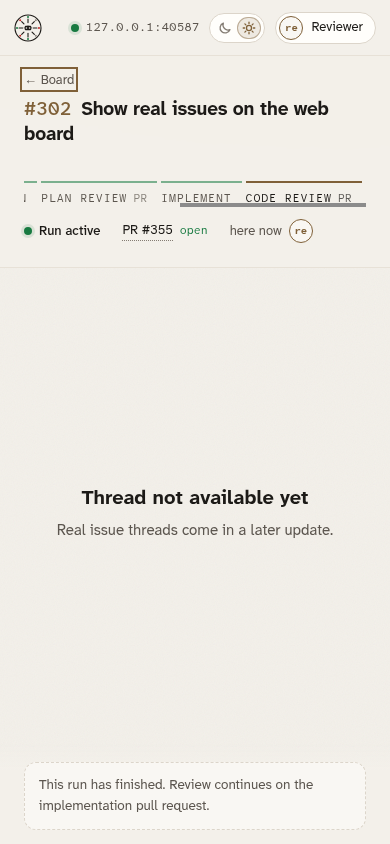 127.0.0.1:40587
re Reviewer
← Board
#302 Show real issues on the web
board
PLAN REVIEW PR IMPLEMENT CODE REVIEW PR
Run active PR #355 open here now re
Thread not available yet
Real issue threads come in a later update.
This run has finished. Review continues on the
implementation pull request.